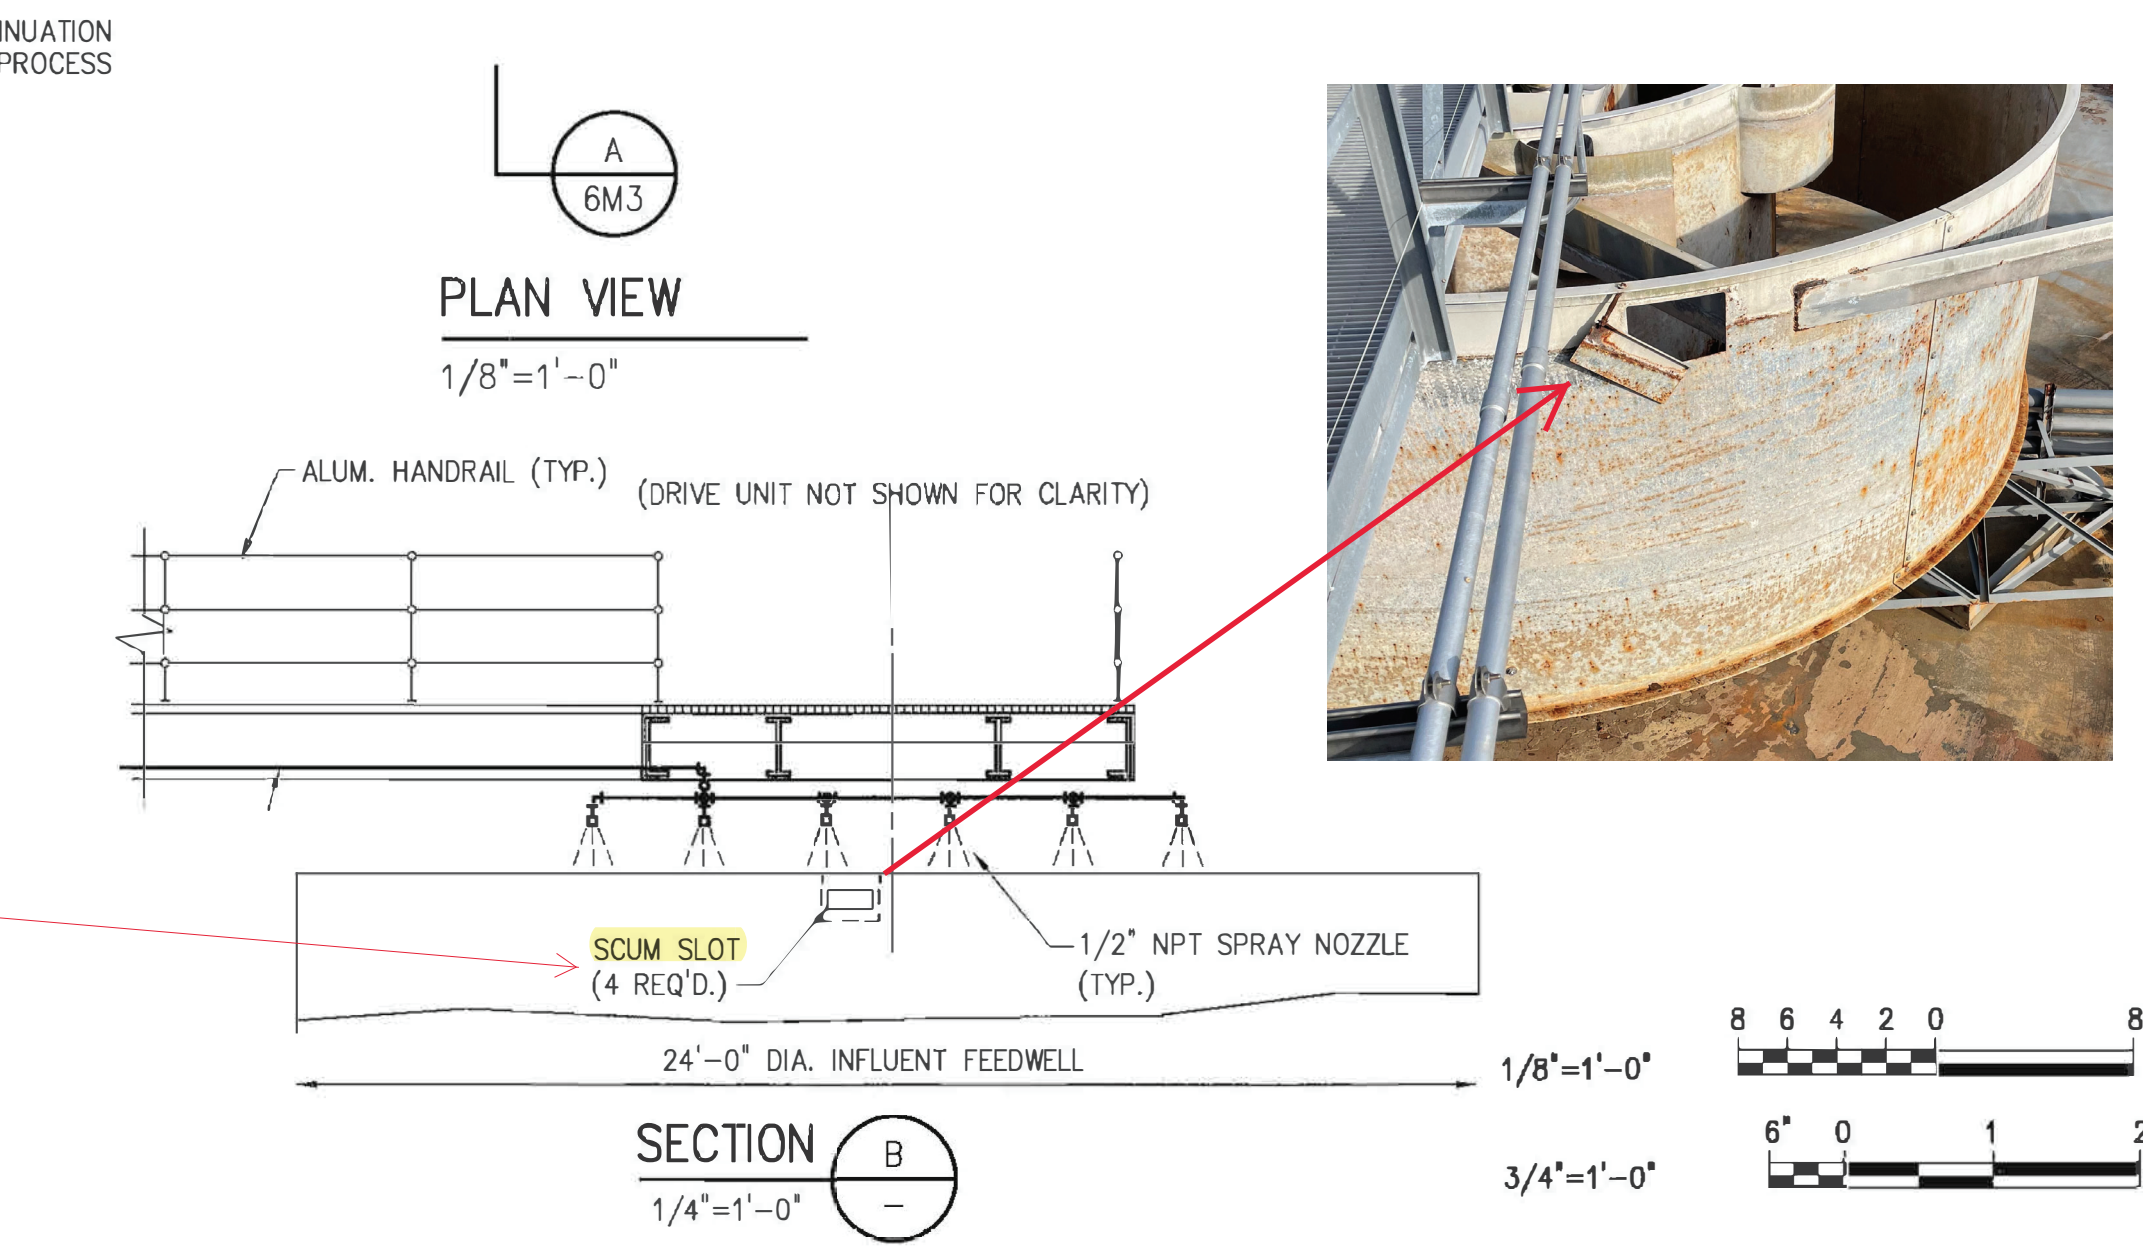 INUATION
PROCESS
A
6M3
PLAN VIEW
1/8"=1'-0"
ALUM. HANDRAIL (TYP.)
(DRIVE UNIT NOT SHOWN FOR CLARITY)
SCUM SLOT
(4 REQ'D.)
1/2" NPT SPRAY NOZZLE
(TYP.)
24'-0" DIA. INFLUENT FEEDWELL
SECTION
B
-
1/4"=1'-0"
8 6 4 2 0 8
1/8"=1'-0"
6" 0 1 2
3/4"=1'-0"